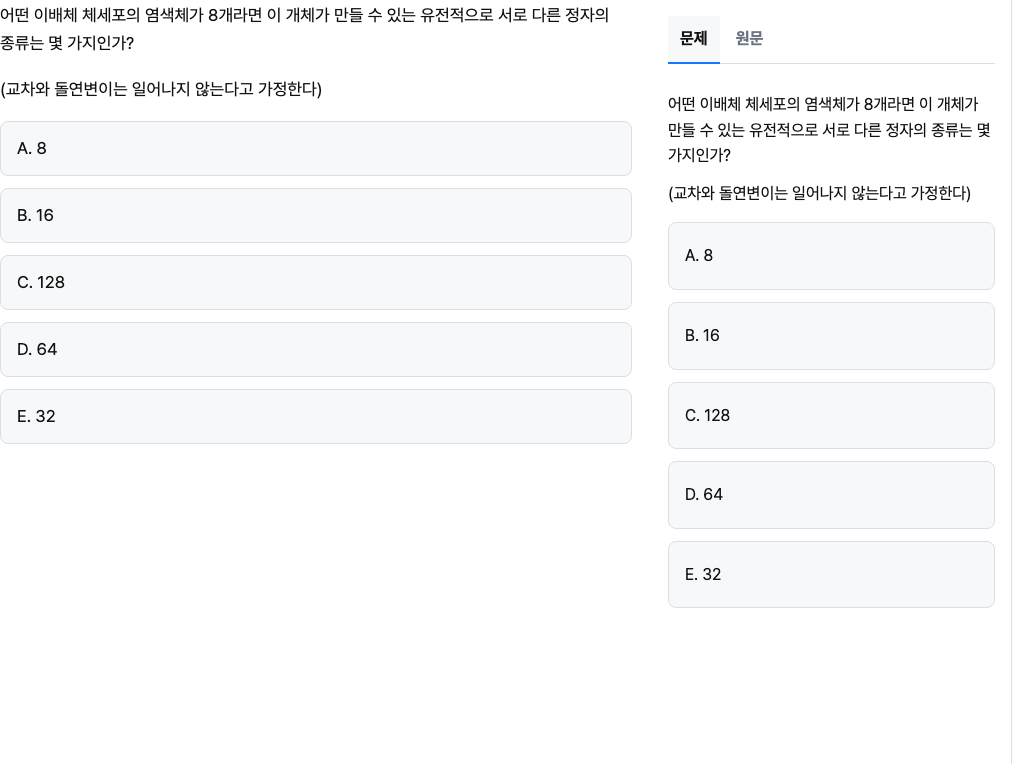 어떤 이배체 체세포의 염색체가 8개라면 이 개체가 만들 수 있는 유전적으로 서로 다른 정자의
종류는 몇 가지인가?
(교차와 돌연변이는 일어나지 않는다고 가정한다)
A. 8
B. 16
C. 128
D. 64
E. 32
문제 원문
어떤 이배체 체세포의 염색체가 8개라면 이 개체가
만들 수 있는 유전적으로 서로 다른 정자의 종류는 몇
가지인가?
(교차와 돌연변이는 일어나지 않는다고 가정한다)
A. 8
B. 16
C. 128
D. 64
E. 32